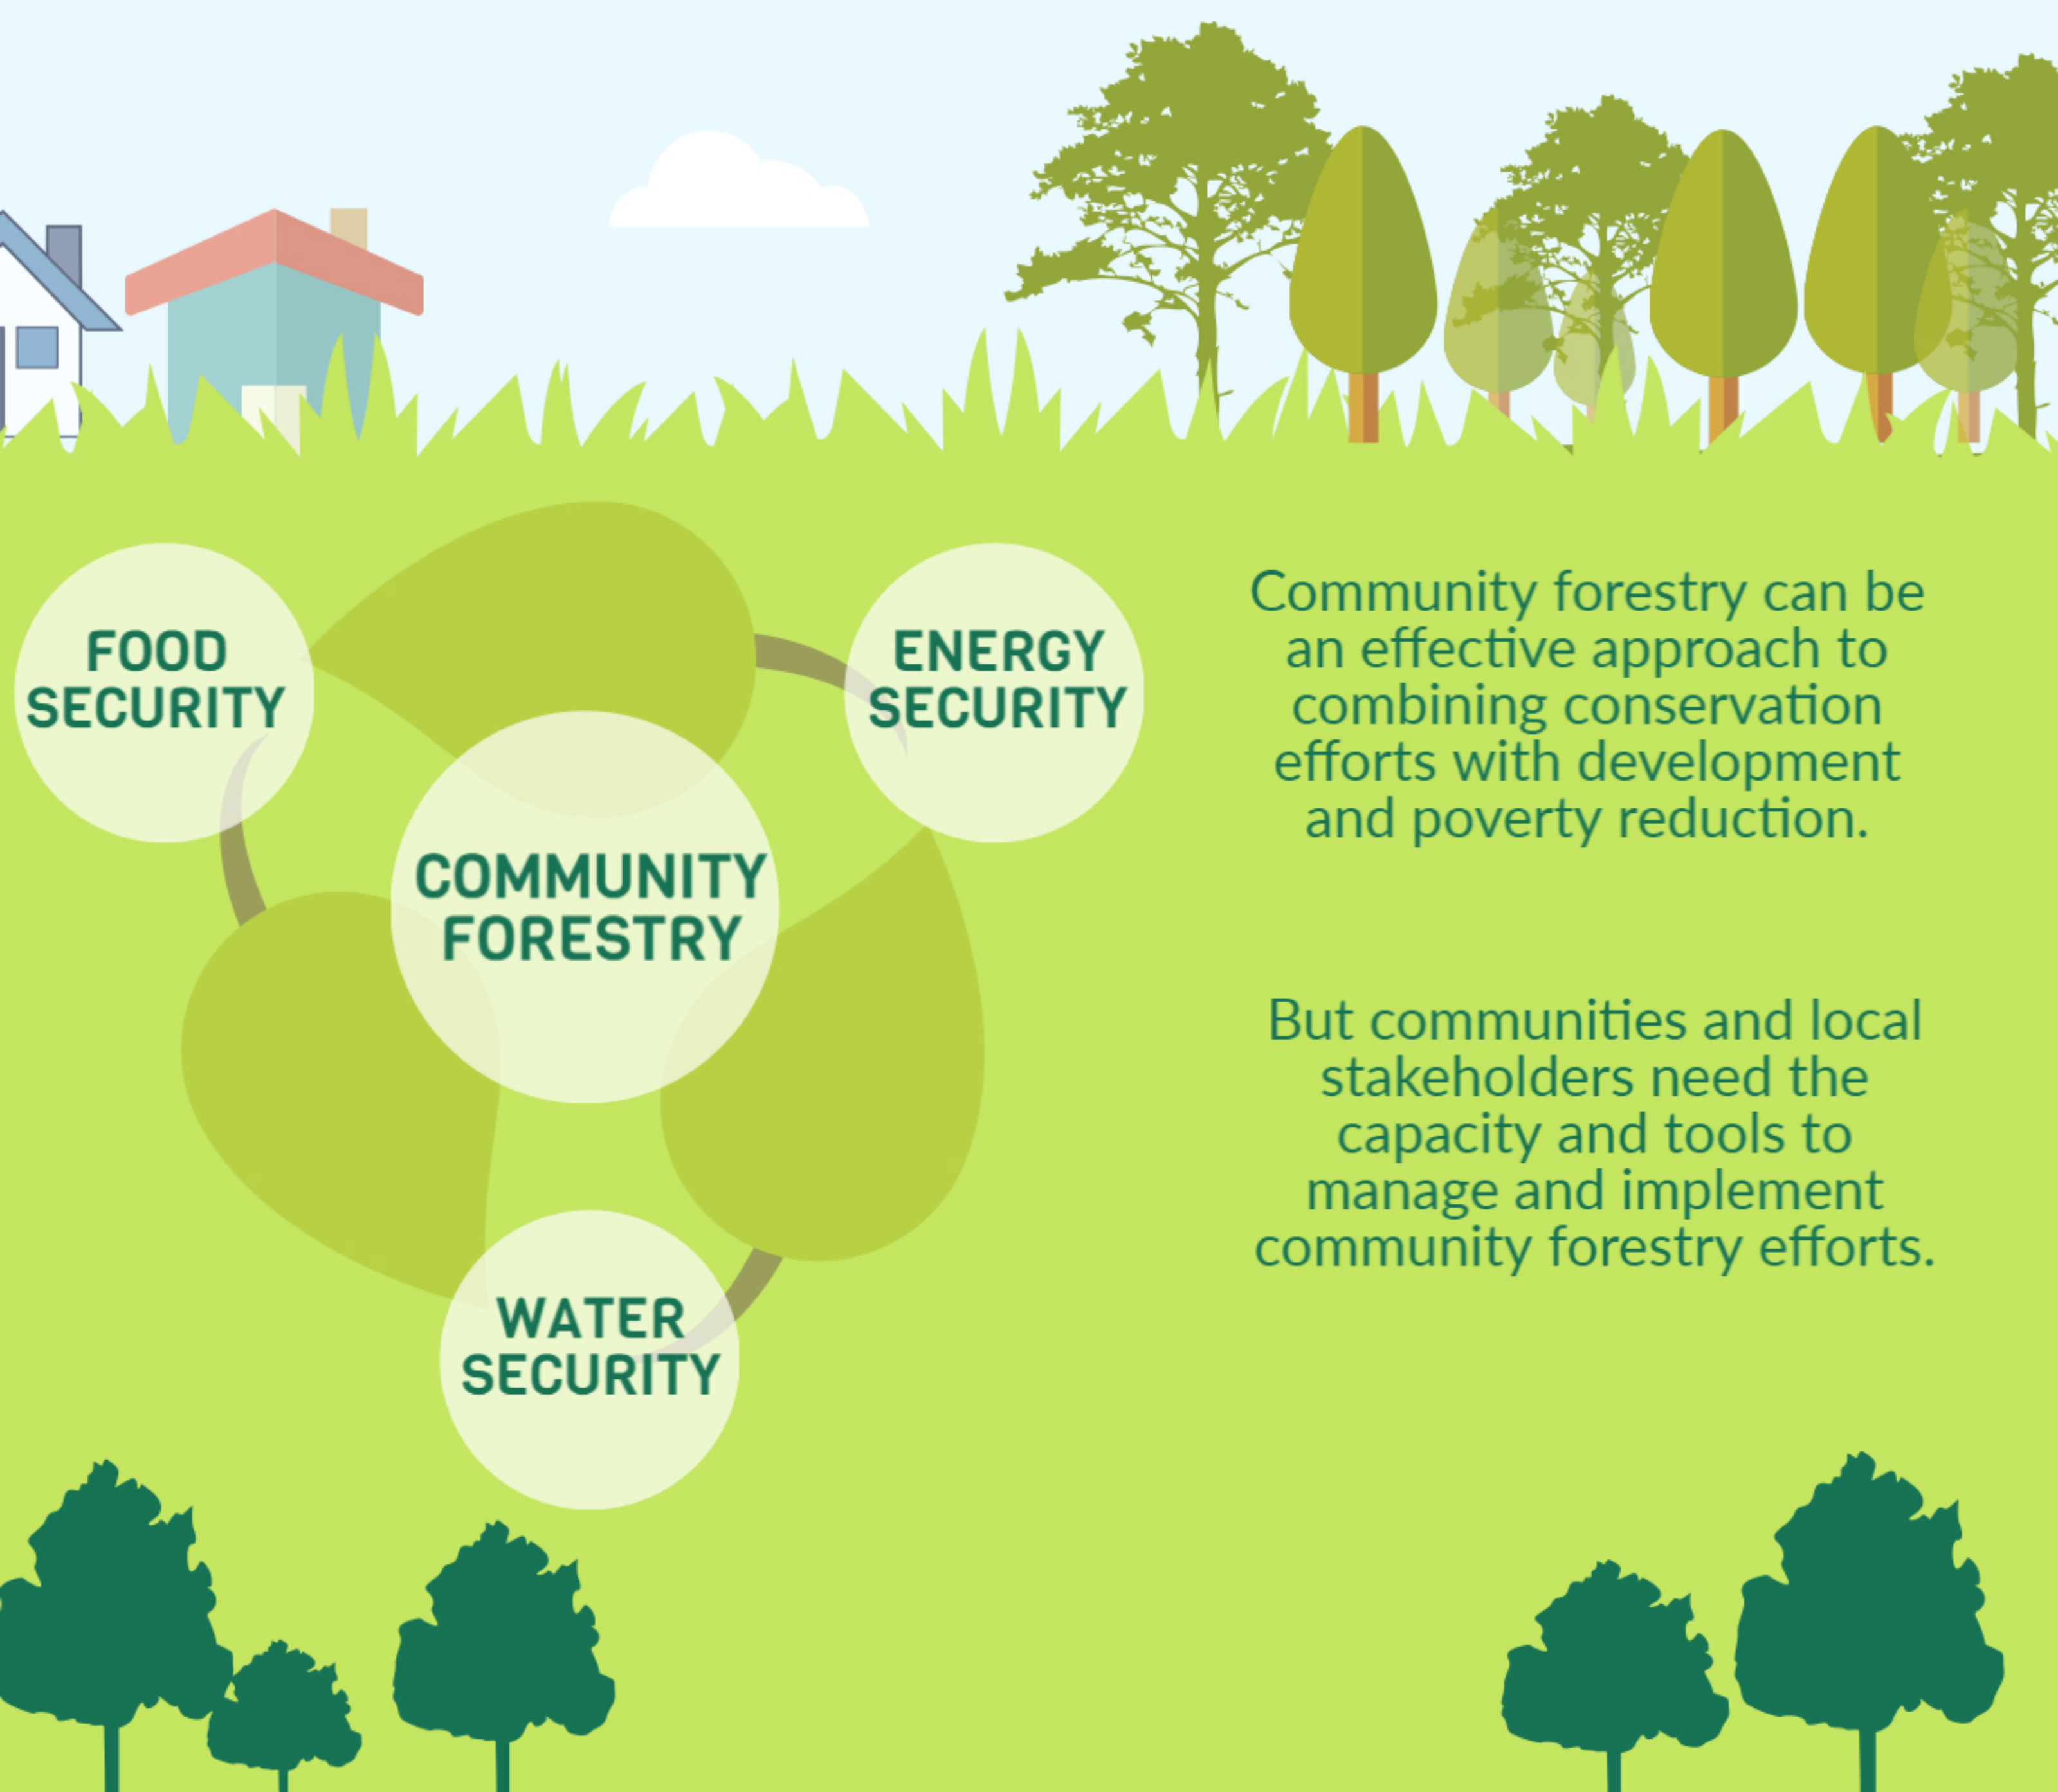 FOOD
SECURITY
ENERGY
SECURITY
COMMUNITY
FORESTRY
WATER
SECURITY
Community forestry can be
an effective approach to
combining conservation
efforts with development
and poverty reduction.
But communities and local
stakeholders need the
capacity and tools to
manage and implement
community forestry efforts.